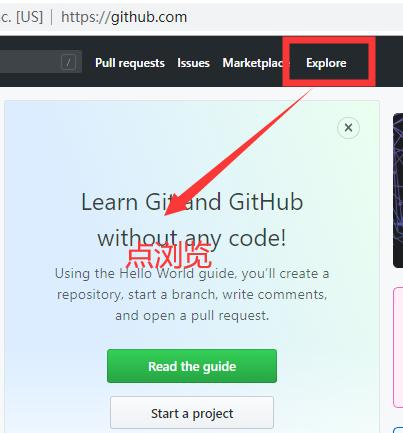 c. [US] | https://github.com
/ Pull requests Issues Marketplace Explore
Learn Git and GitHub
without any code!
点浏览
Using the Hello World guide, you'll create a
repository, start a branch, write comments,
and open a pull request.
Read the guide
Start a project